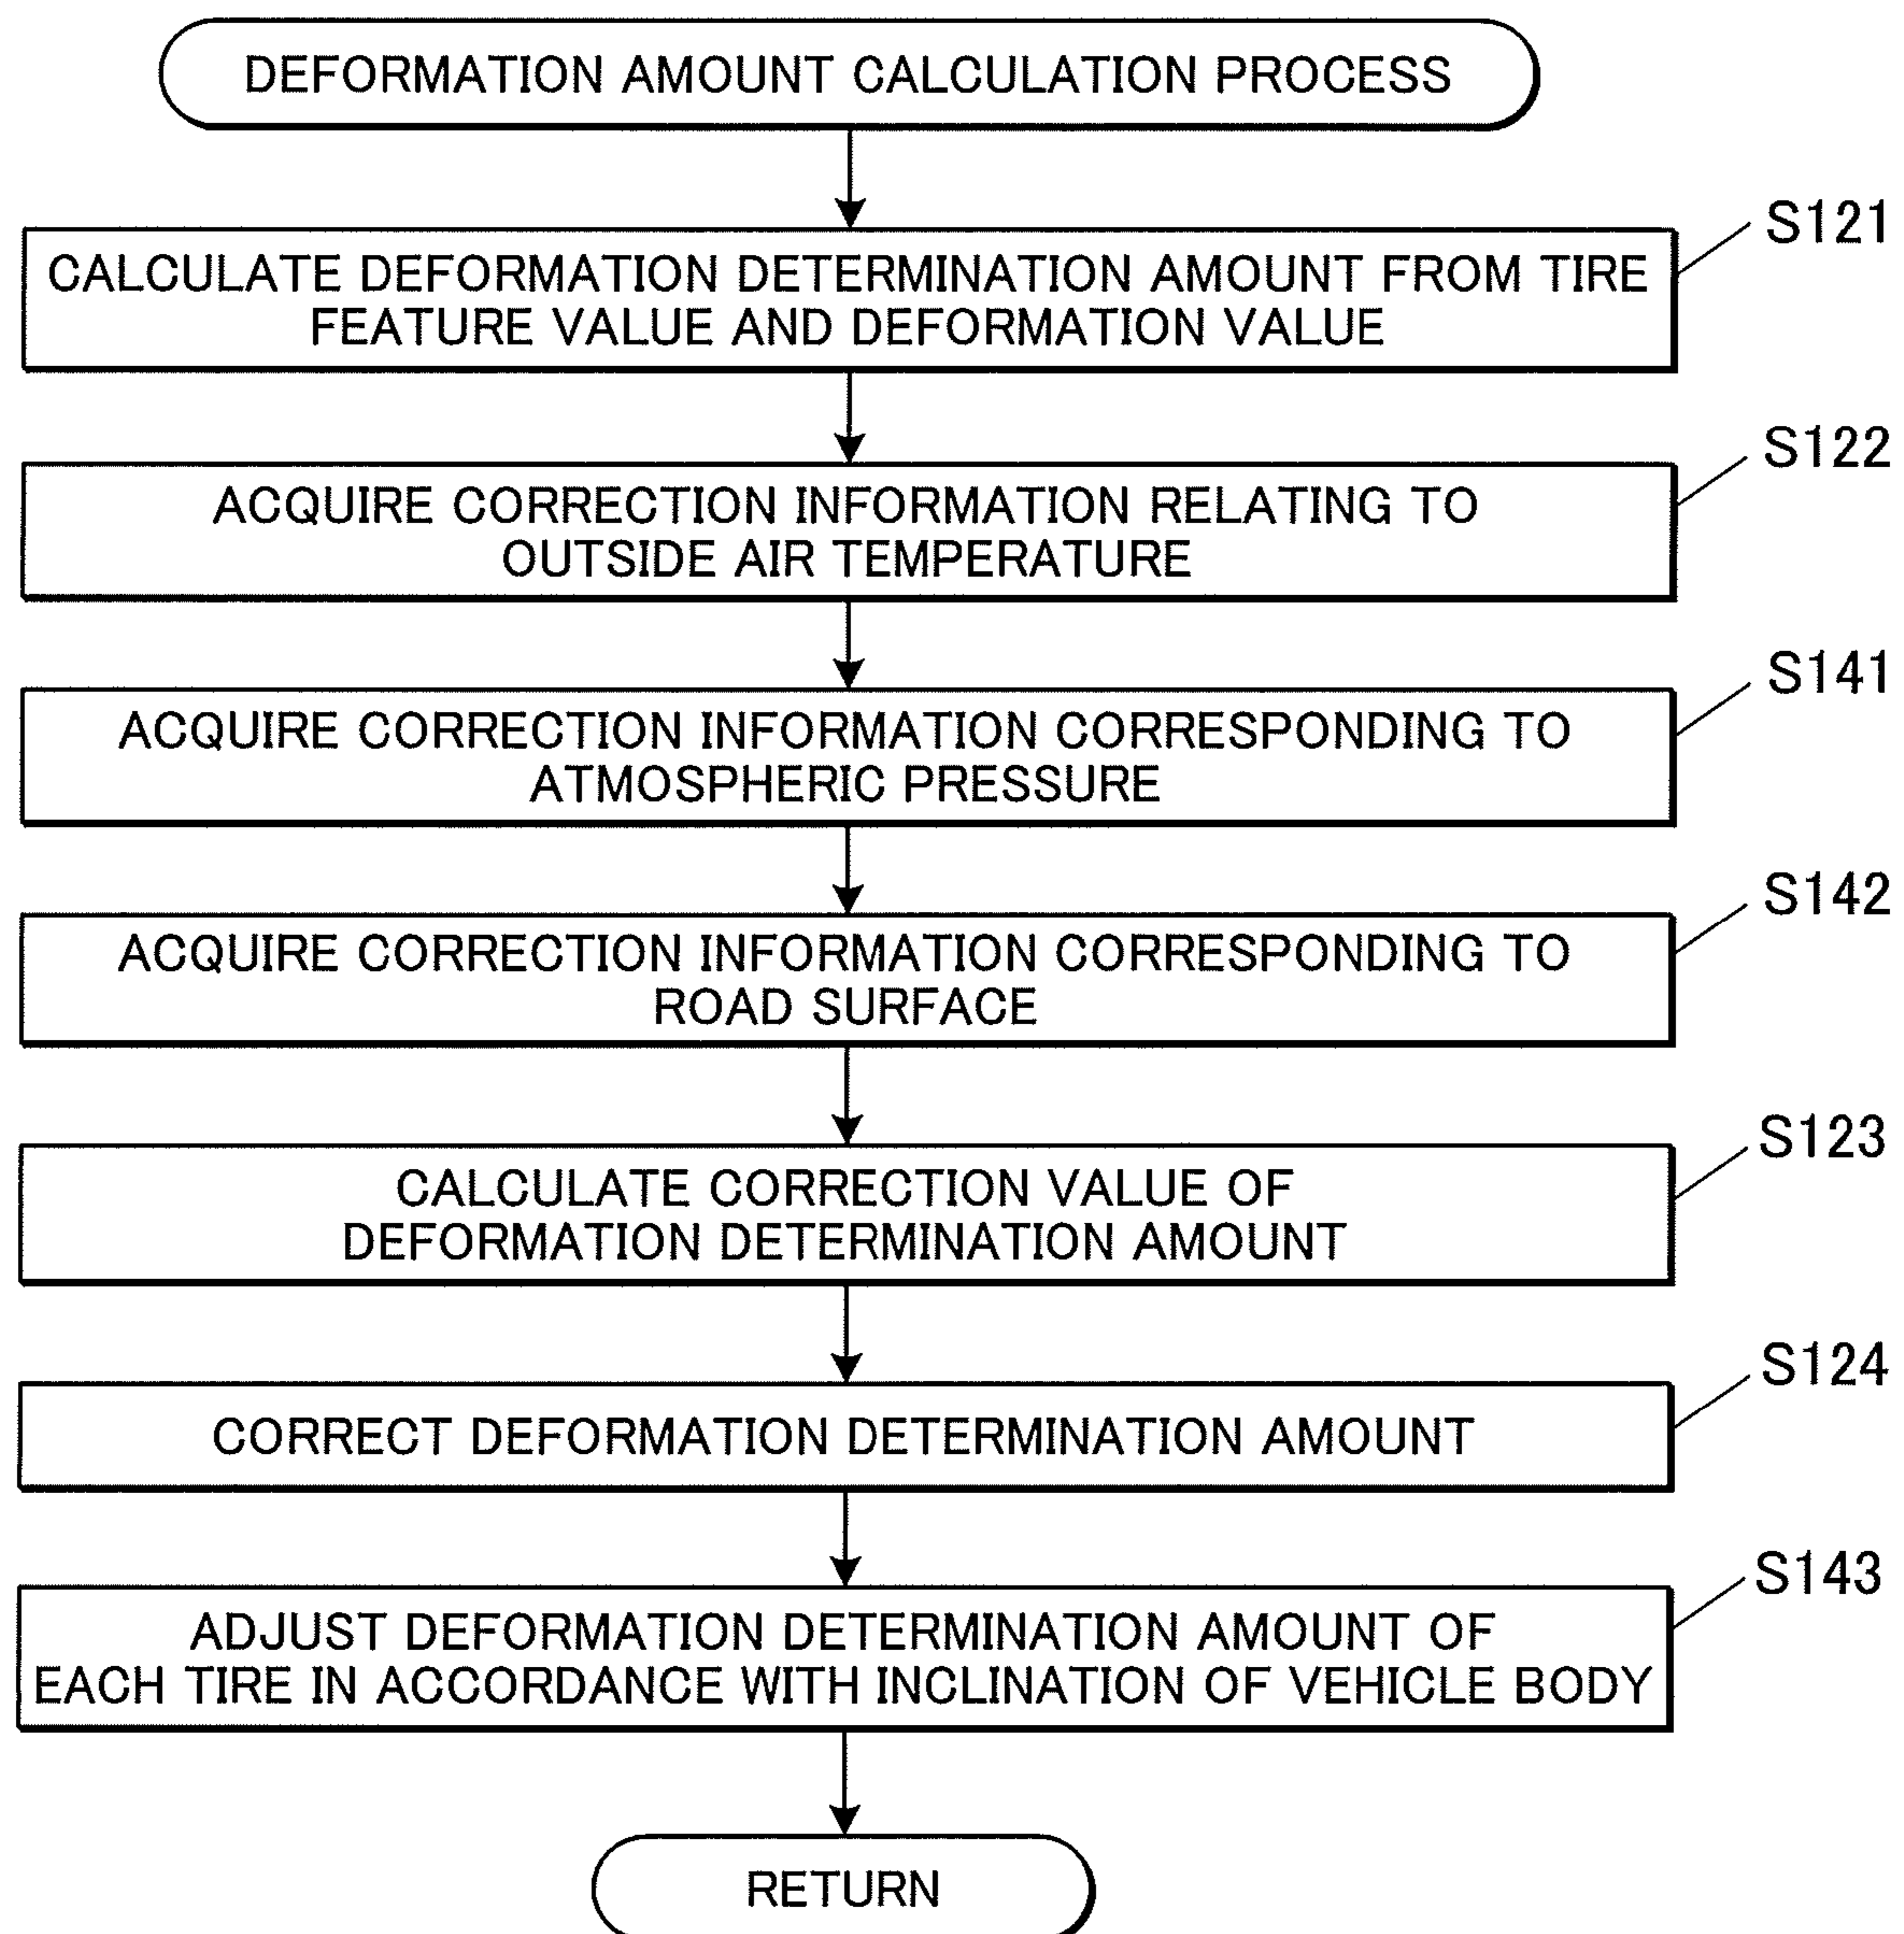 DEFORMATION AMOUNT CALCULATION PROCESS
S121
CALCULATE DEFORMATION DETERMINATION AMOUNT FROM TIRE
FEATURE VALUE AND DEFORMATION VALUE
S122
ACQUIRE CORRECTION INFORMATION RELATING TO
OUTSIDE AIR TEMPERATURE
S141
ACQUIRE CORRECTION INFORMATION CORRESPONDING TO
ATMOSPHERIC PRESSURE
S142
ACQUIRE CORRECTION INFORMATION CORRESPONDING TO
ROAD SURFACE
S123
CALCULATE CORRECTION VALUE OF
DEFORMATION DETERMINATION AMOUNT
S124
CORRECT DEFORMATION DETERMINATION AMOUNT
S143
ADJUST DEFORMATION DETERMINATION AMOUNT OF
EACH TIRE IN ACCORDANCE WITH INCLINATION OF VEHICLE BODY
RETURN